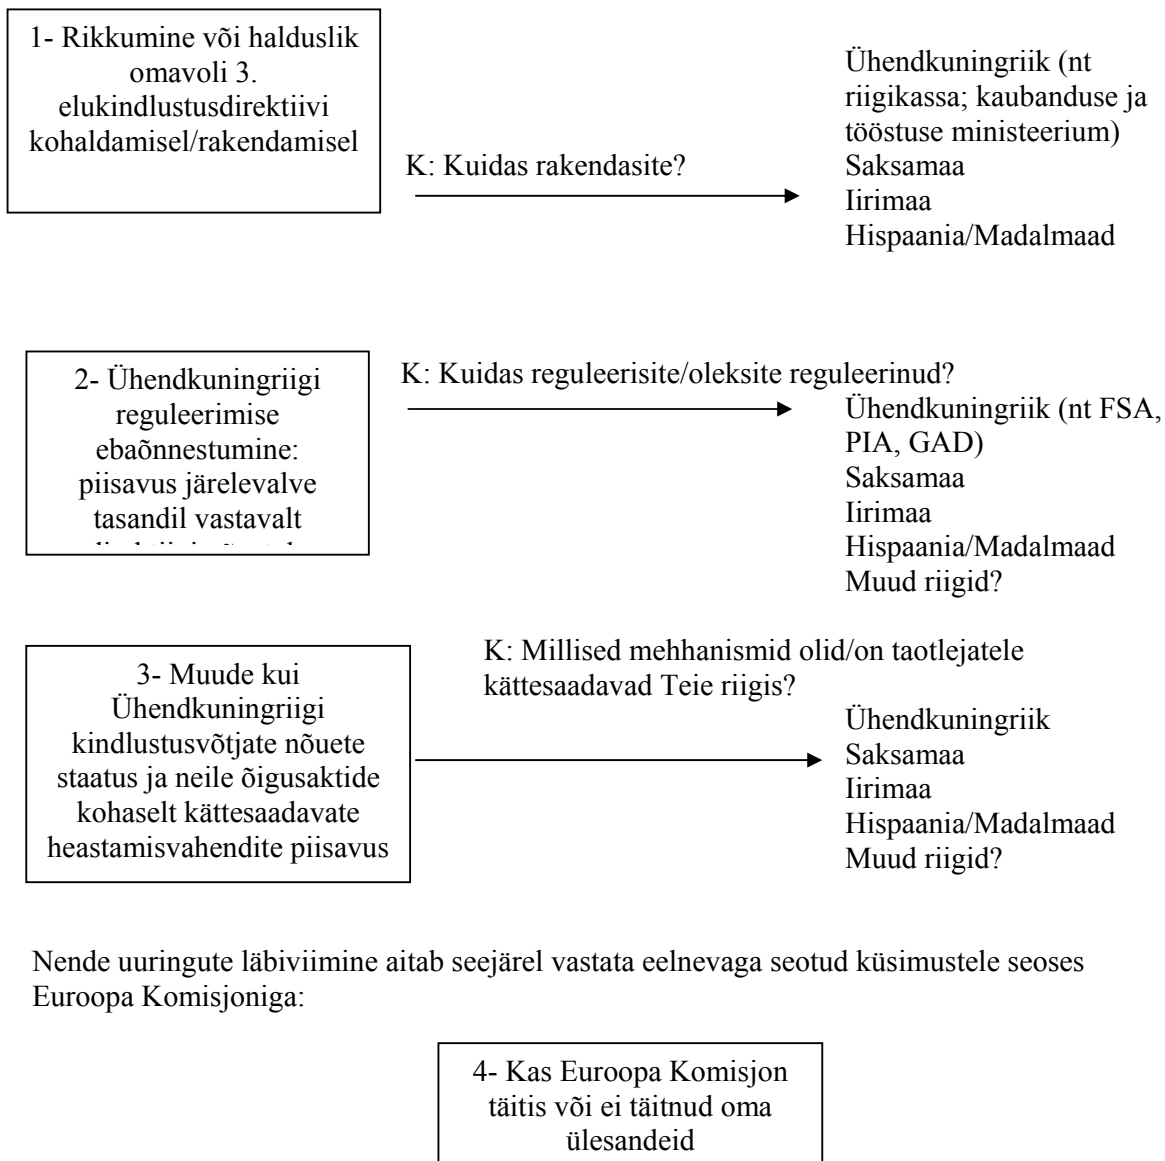 1- Rikkumine või halduslik
omavoli 3.
elukindlustusdirektiivi
kohaldamisel/rakendamisel
K: Kuidas rakendasite?
Ühendkuningriik (nt
riigikassa; kaubanduse ja
tööstuse ministeerium)
Saksamaa
Iirimaa
Hispaania/Madalmaad
2- Ühendkuningriigi
reguleerimise
ebaõnnestumine:
piisavus järelevalve
tasandil vastavalt
K: Kuidas reguleerisite/oleksite reguleerinud?
Ühendkuningriik (nt FSA,
PIA, GAD)
Saksamaa
Iirimaa
Hispaania/Madalmaad
Muud riigid?
3- Muude kui
Ühendkuningriigi
kindlustusvõtjate nõuete
staatus ja neile õigusaktide
kohaselt kättesaadavate
heastamisvahendite piisavus
K: Millised mehhanismid olid/on taotlejatele
kättesaadavad Teie riigis?
Ühendkuningriik
Saksamaa
Iirimaa
Hispaania/Madalmaad
Muud riigid?
Nende uuringute läbiviimine aitab seejärel vastata eelnevaga seotud küsimustele seoses
Euroopa Komisjoniga:
4- Kas Euroopa Komisjon
täitis või ei täitnud oma
ülesandeid